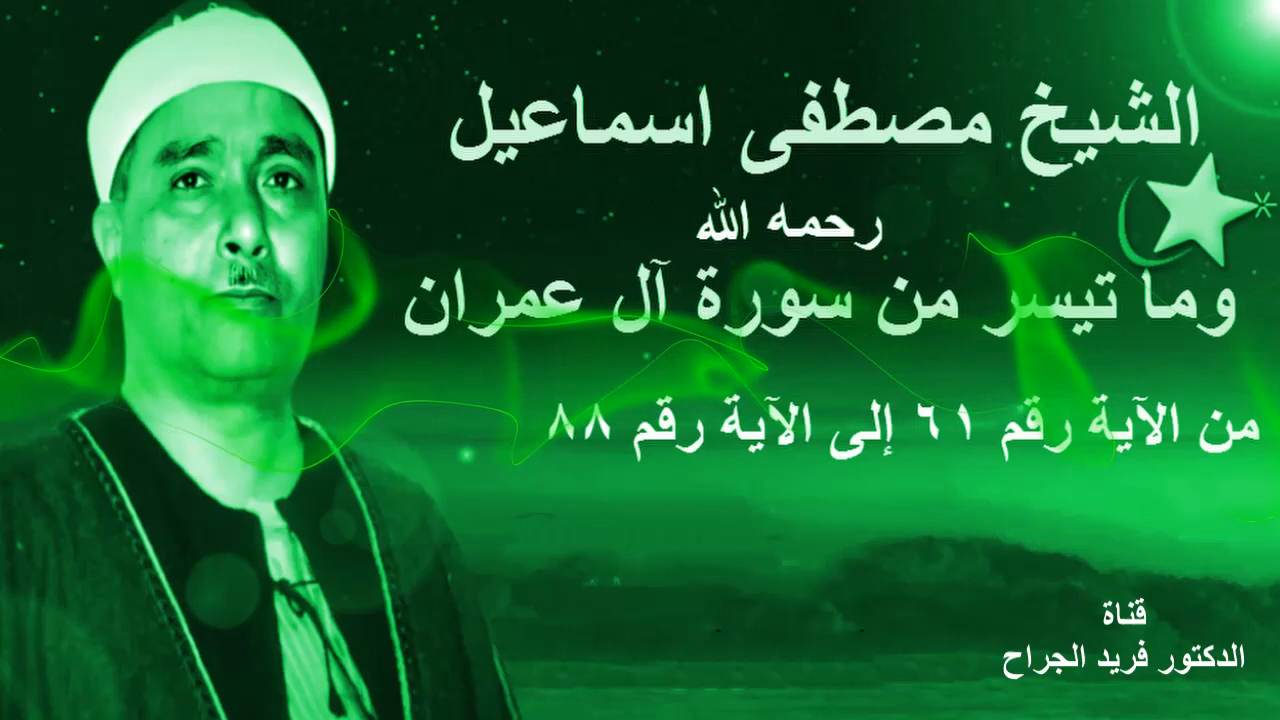 الشيخ مصطفى اسماعيل
رحمه الله
وما تيسر من سورة آل عمران
من الآية رقم ٦١ إلى الآية رقم ٨٨
قناة
الدكتور فريد الجراح